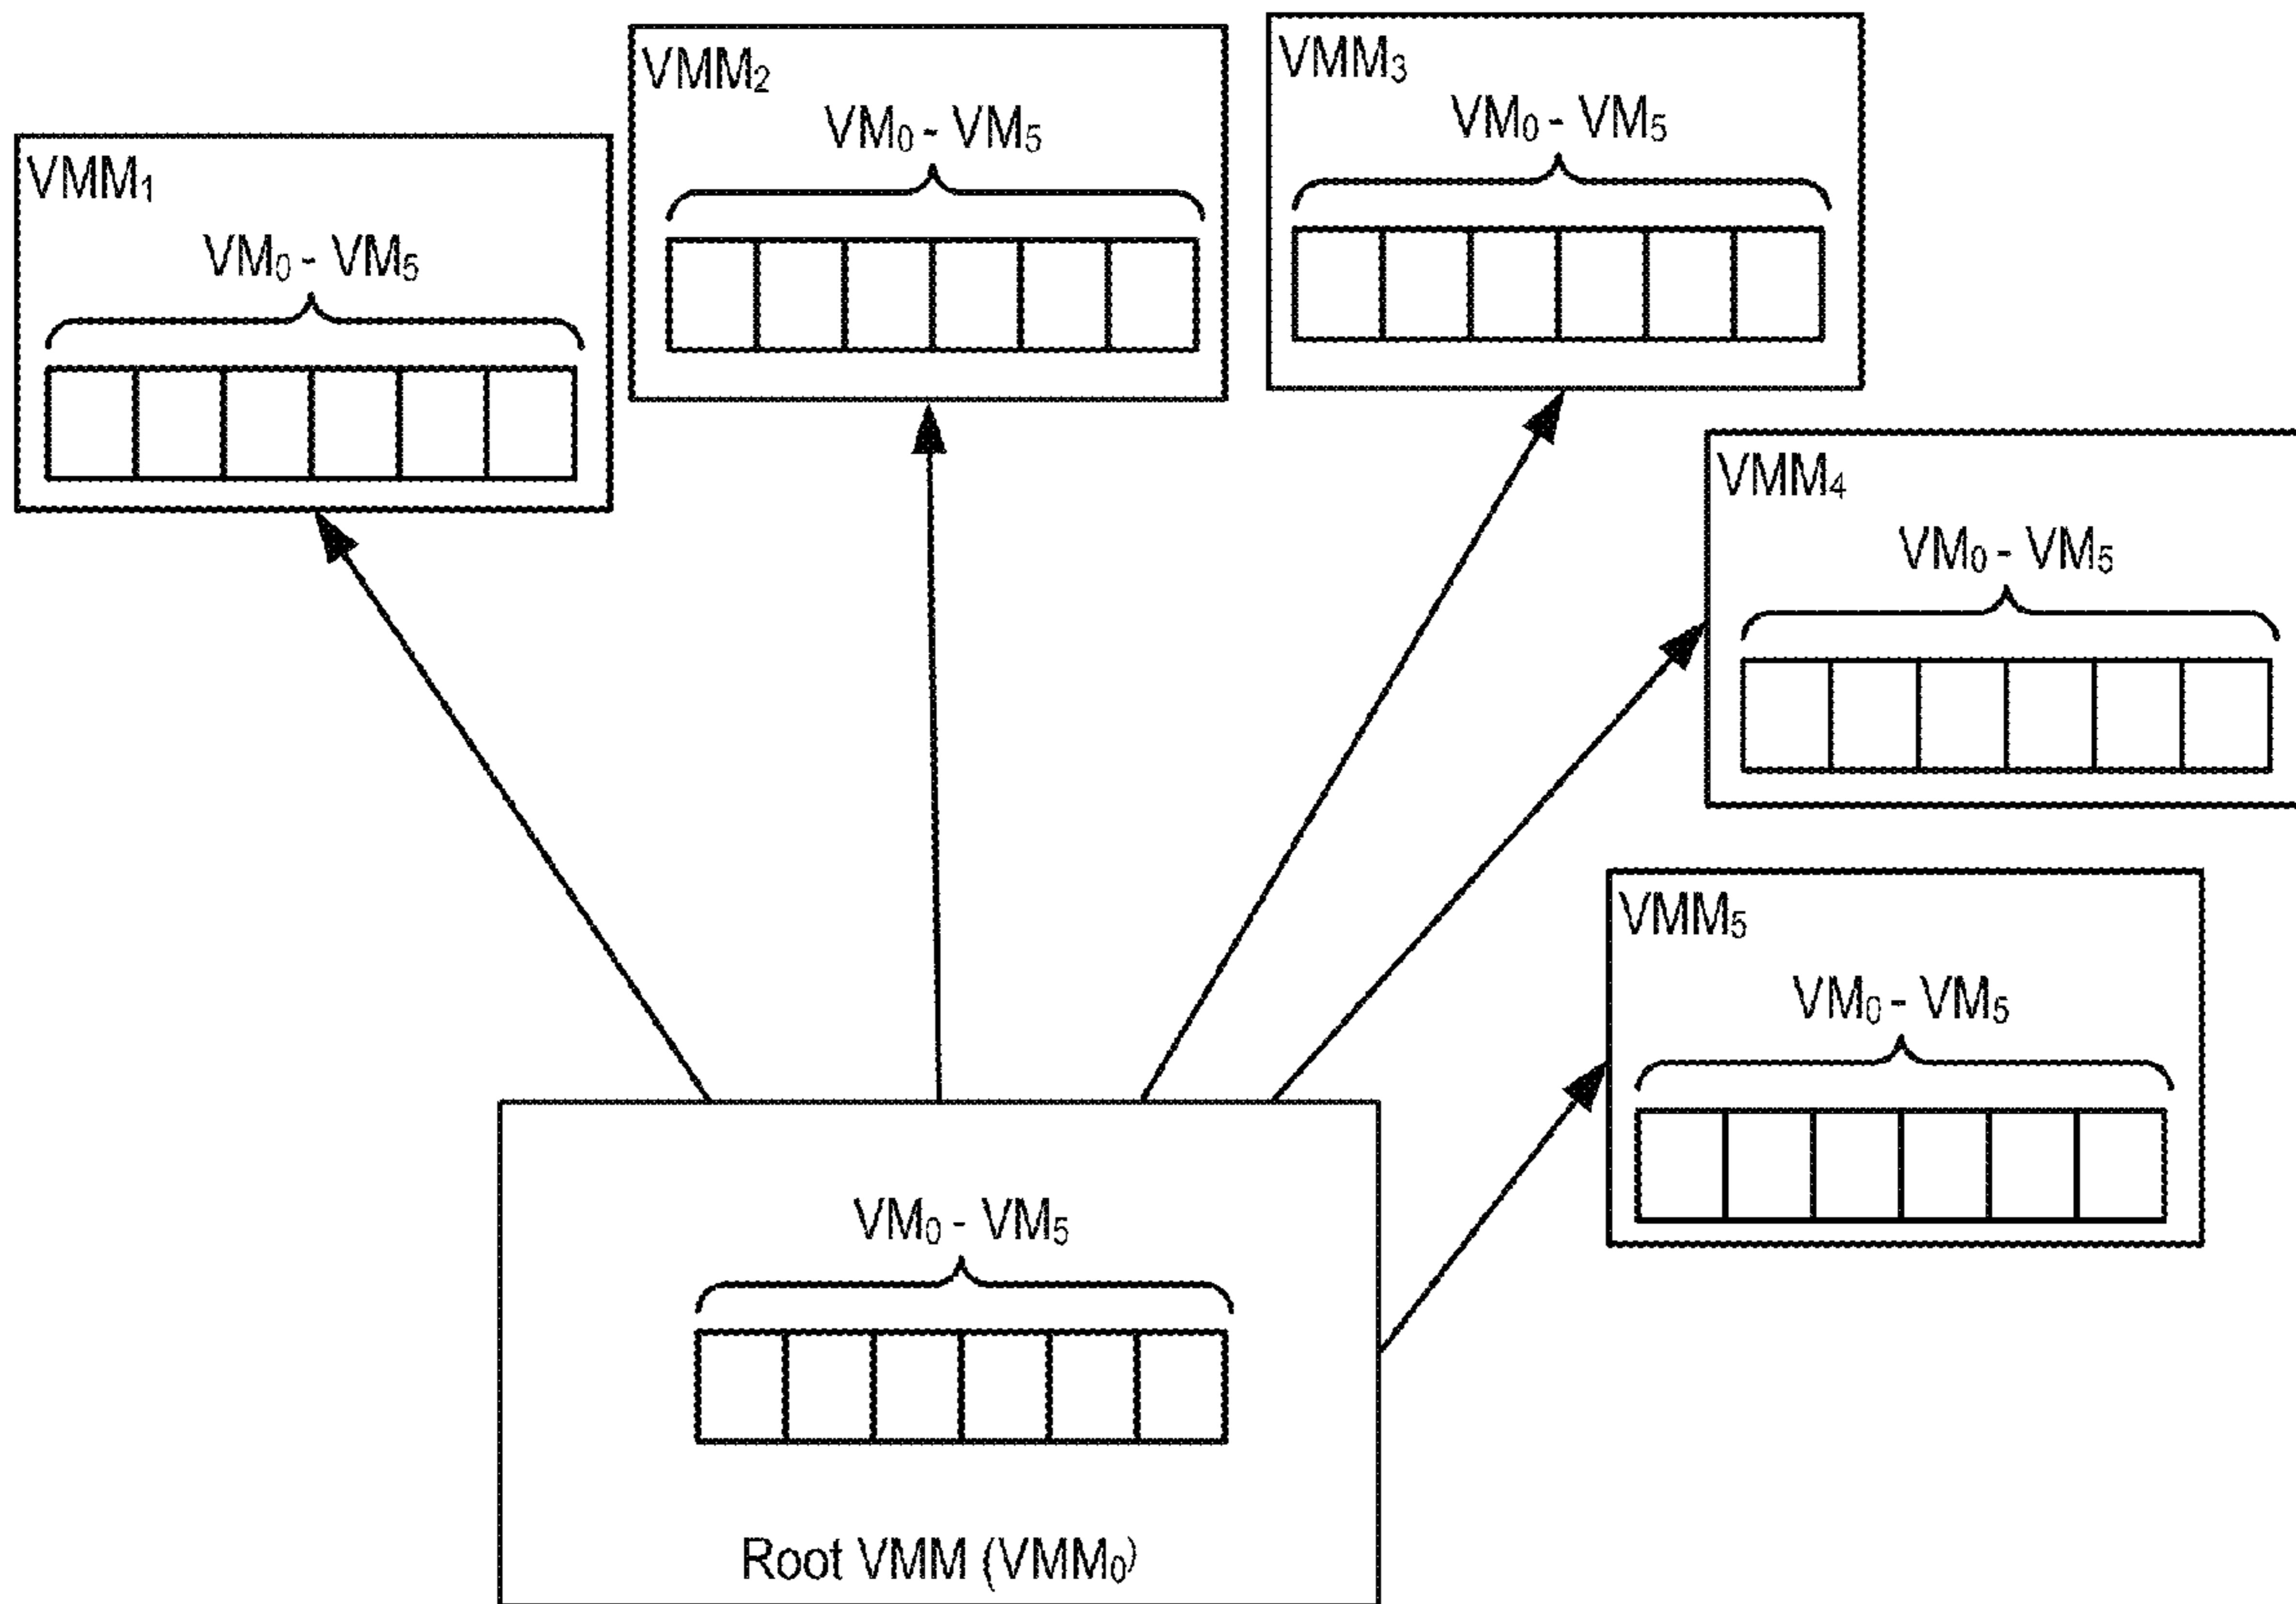 VMM₁
VM₀ - VM₅
VMM₂
VM₀ - VM₅
VMM₃
VM₀ - VM₅
VMM₄
VM₀ - VM₅
VMM₅
VM₀ - VM₅
VM₀ - VM₅
Root VMM (VMM₀)